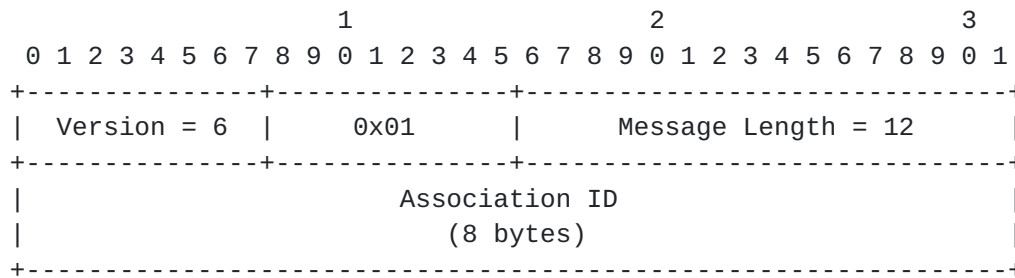 1                   2                   3
 0 1 2 3 4 5 6 7 8 9 0 1 2 3 4 5 6 7 8 9 0 1 2 3 4 5 6 7 8 9 0 1
+---------------+---------------+-------------------------------+
|  Version = 6  |     0x01      |      Message Length = 12      |
+---------------+---------------+-------------------------------+
|                        Association ID                         |
|                           (8 bytes)                           |
+---------------------------------------------------------------+